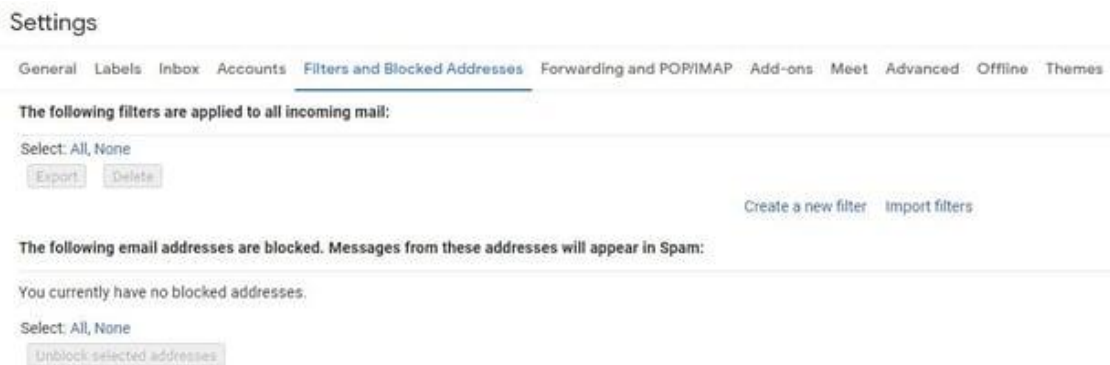 Settings
General Labels Inbox Accounts Filters and Blocked Addresses Forwarding and POP/IMAP Add-ons Meet Advanced Offline Themes
The following filters are applied to all incoming mail:
Select: All, None
Export Delete
Create a new filter Import filters
The following email addresses are blocked. Messages from these addresses will appear in Spam:
You currently have no blocked addresses.
Select: All, None
Unblock selected addresses